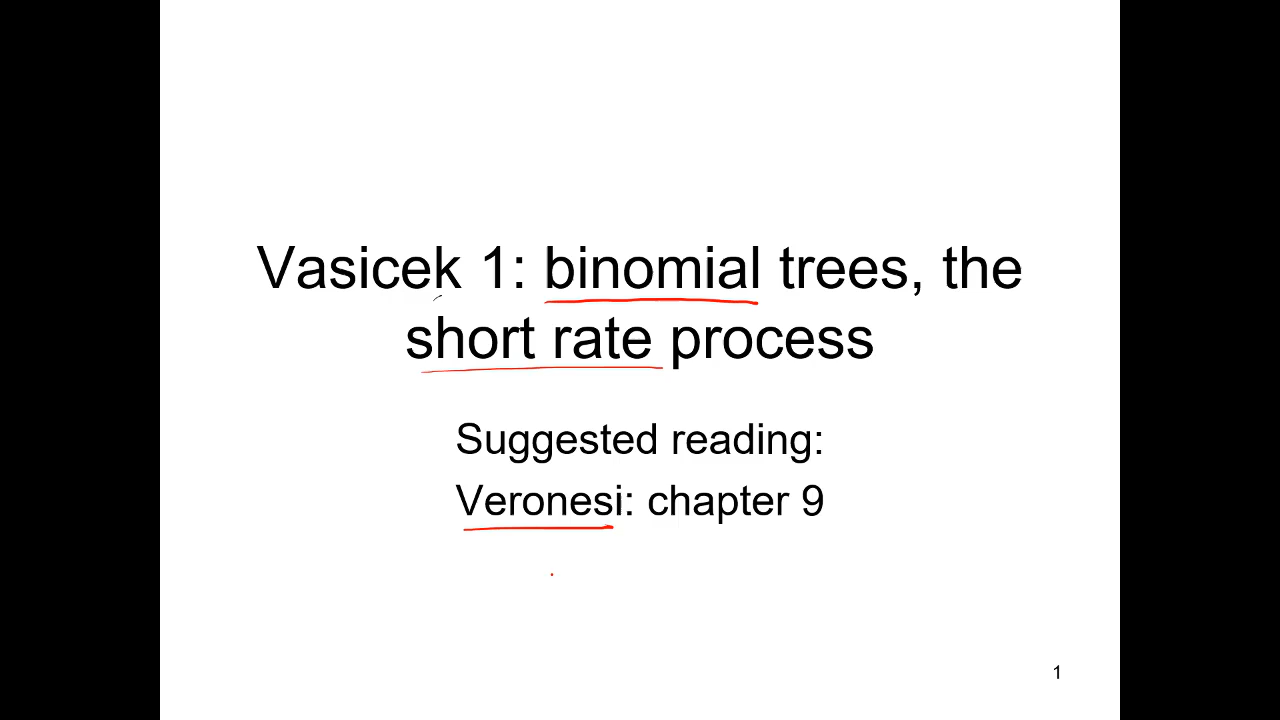 Vasicek 1: binomial trees, the
short rate process
Suggested reading:
Veronesi: chapter 9
1